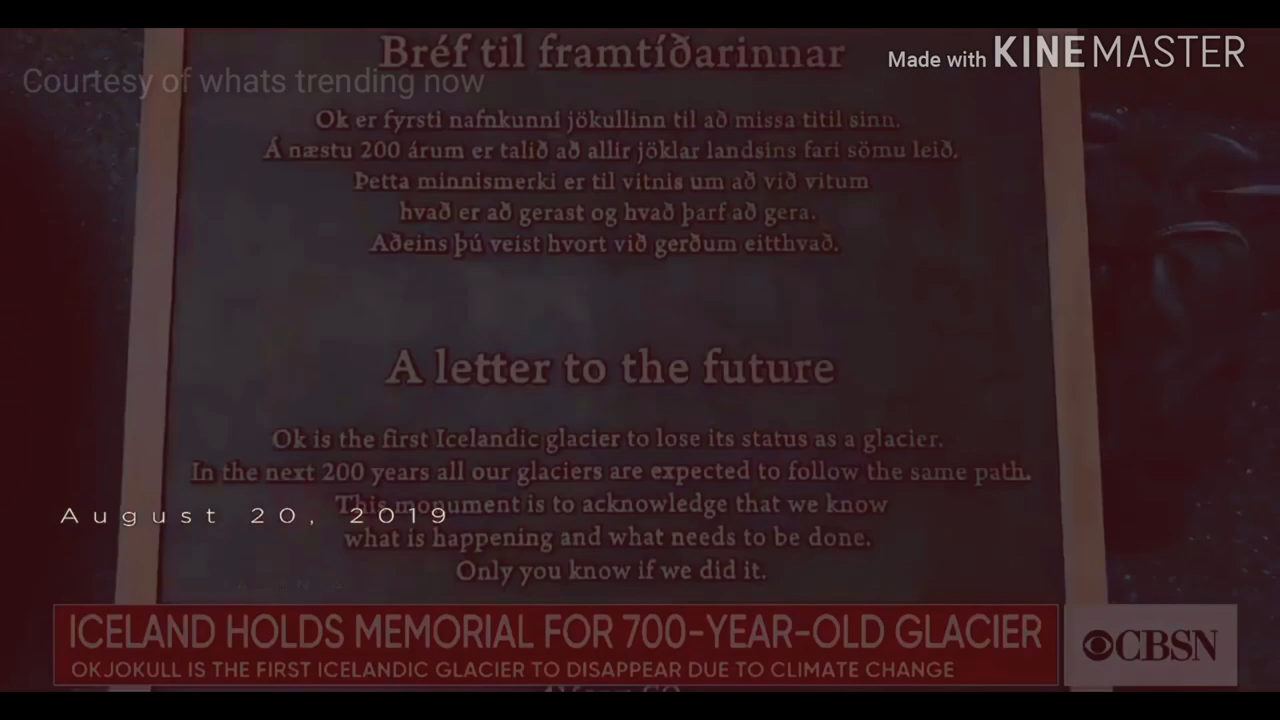 Bréf til framtíðarinnar
Made with KINEMASTER
Courtesy of whats trending now
Ok er fyrsti nafnkunni jökullinn til að missa titil sinn.
Á næstu 200 árum er talið að allir jöklar landsins fari sömu leið.
Þetta minnismerki er til vitnis um að við vitum
hvað er að gerast og hvað þarf að gera.
Aðeins þú veist hvort við gerðum eitthvað.
A letter to the future
Ok is the first Icelandic glacier to lose its status as a glacier.
In the next 200 years all our glaciers are expected to follow the same path.
This monument is to acknowledge that we know
August 20, 2019
what is happening and what needs to be done.
Only you know if we did it.
ICELAND HOLDS MEMORIAL FOR 700-YEAR-OLD GLACIER
OKJOKULL IS THE FIRST ICELANDIC GLACIER TO DISAPPEAR DUE TO CLIMATE CHANGE
CBSN